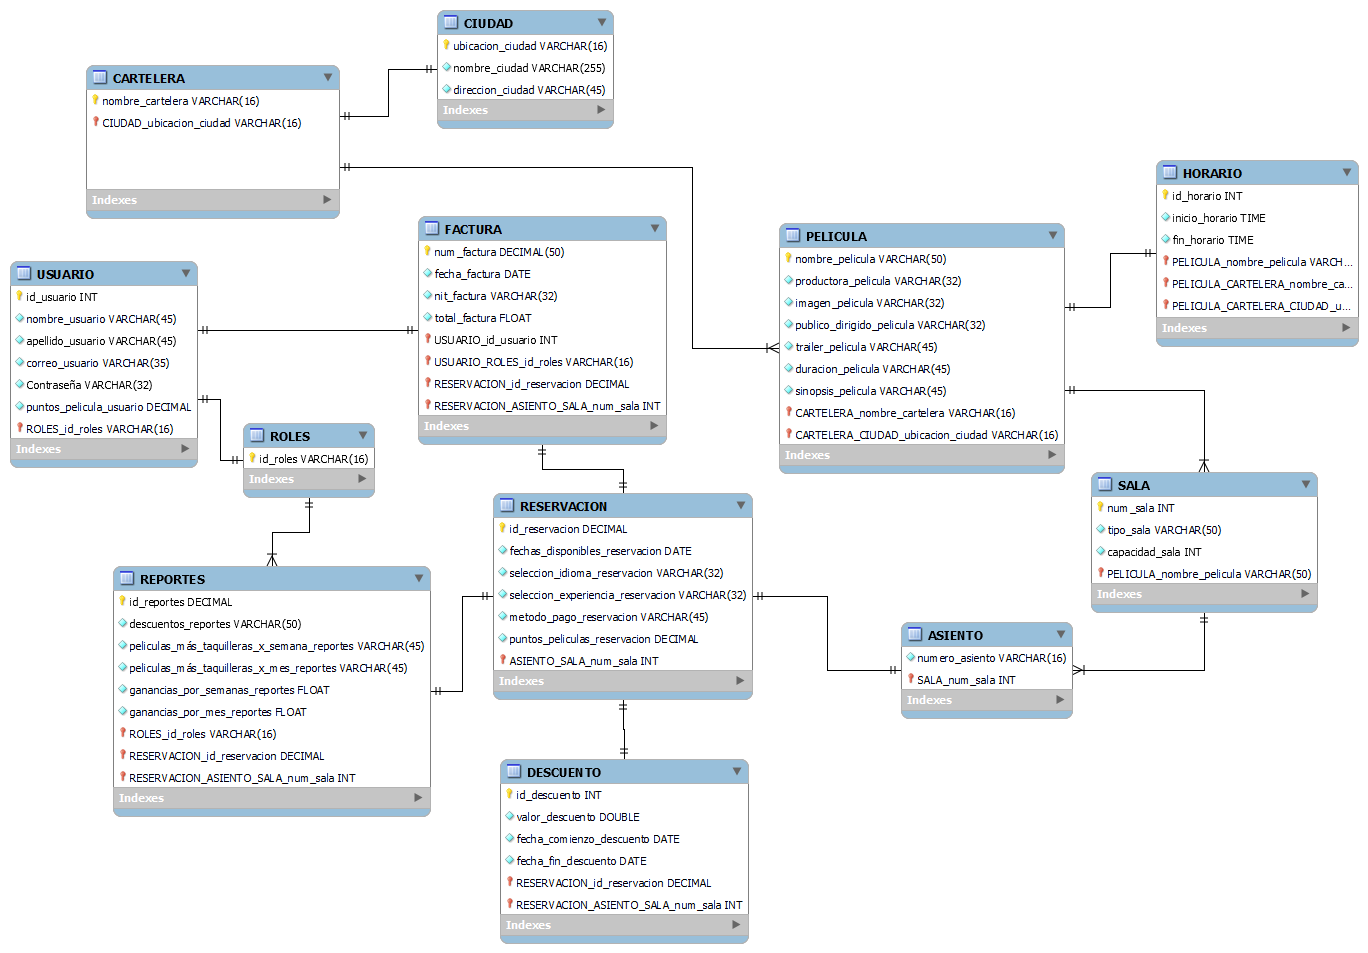 CIUDAD
ubicacion_ciudad VARCHAR(16)
nombre_ciudad VARCHAR(255)
direccion_ciudad VARCHAR(45)
Indexes
CARTELERA
nombre_cartelera VARCHAR(16)
CIUDAD_ubicacion_ciudad VARCHAR(16)
Indexes
HORARIO
id_horario INT
inicio_horario TIME
fin_horario TIME
PELICULA_nombre_pelicula VARCH...
PELICULA_CARTELERA_nombre_ca...
PELICULA_CARTELERA_CIUDAD_u...
Indexes
FACTURA
num_factura DECIMAL(50)
fecha_factura DATE
nit_factura VARCHAR(32)
total_factura FLOAT
USUARIO_id_usuario INT
USUARIO_ROLES_id_roles VARCHAR(16)
RESERVACION_id_reservacion DECIMAL
RESERVACION_ASIENTO_SALA_num_sala INT
Indexes
PELICULA
nombre_pelicula VARCHAR(50)
productora_pelicula VARCHAR(32)
imagen_pelicula VARCHAR(32)
publico_dirigido_pelicula VARCHAR(32)
trailer_pelicula VARCHAR(45)
duracion_pelicula VARCHAR(45)
sinopsis_pelicula VARCHAR(45)
CARTELERA_nombre_cartelera VARCHAR(16)
CARTELERA_CIUDAD_ubicacion_ciudad VARCHAR(16)
Indexes
USUARIO
id_usuario INT
nombre_usuario VARCHAR(45)
apellido_usuario VARCHAR(45)
correo_usuario VARCHAR(35)
Contraseña VARCHAR(32)
puntos_pelicula_usuario DECIMAL
ROLES_id_roles VARCHAR(16)
Indexes
ROLES
id_roles VARCHAR(16)
Indexes
SALA
num_sala INT
tipo_sala VARCHAR(50)
capacidad_sala INT
PELICULA_nombre_pelicula VARCHAR(50)
Indexes
RESERVACION
id_reservacion DECIMAL
fechas_disponibles_reservacion DATE
seleccion_idioma_reservacion VARCHAR(32)
seleccion_experiencia_reservacion VARCHAR(32)
metodo_pago_reservacion VARCHAR(45)
puntos_peliculas_reservacion DECIMAL
ASIENTO_SALA_num_sala INT
Indexes
REPORTES
id_reportes DECIMAL
descuentos_reportes VARCHAR(50)
peliculas_más_taquilleras_x_semana_reportes VARCHAR(45)
peliculas_más_taquilleras_x_mes_reportes VARCHAR(45)
ganancias_por_semanas_reportes FLOAT
ganancias_por_mes_reportes FLOAT
ROLES_id_roles VARCHAR(16)
RESERVACION_id_reservacion DECIMAL
RESERVACION_ASIENTO_SALA_num_sala INT
Indexes
ASIENTO
numero_asiento VARCHAR(16)
SALA_num_sala INT
Indexes
DESCUENTO
id_descuento INT
valor_descuento DOUBLE
fecha_comienzo_descuento DATE
fecha_fin_descuento DATE
RESERVACION_id_reservacion DECIMAL
RESERVACION_ASIENTO_SALA_num_sala INT
Indexes